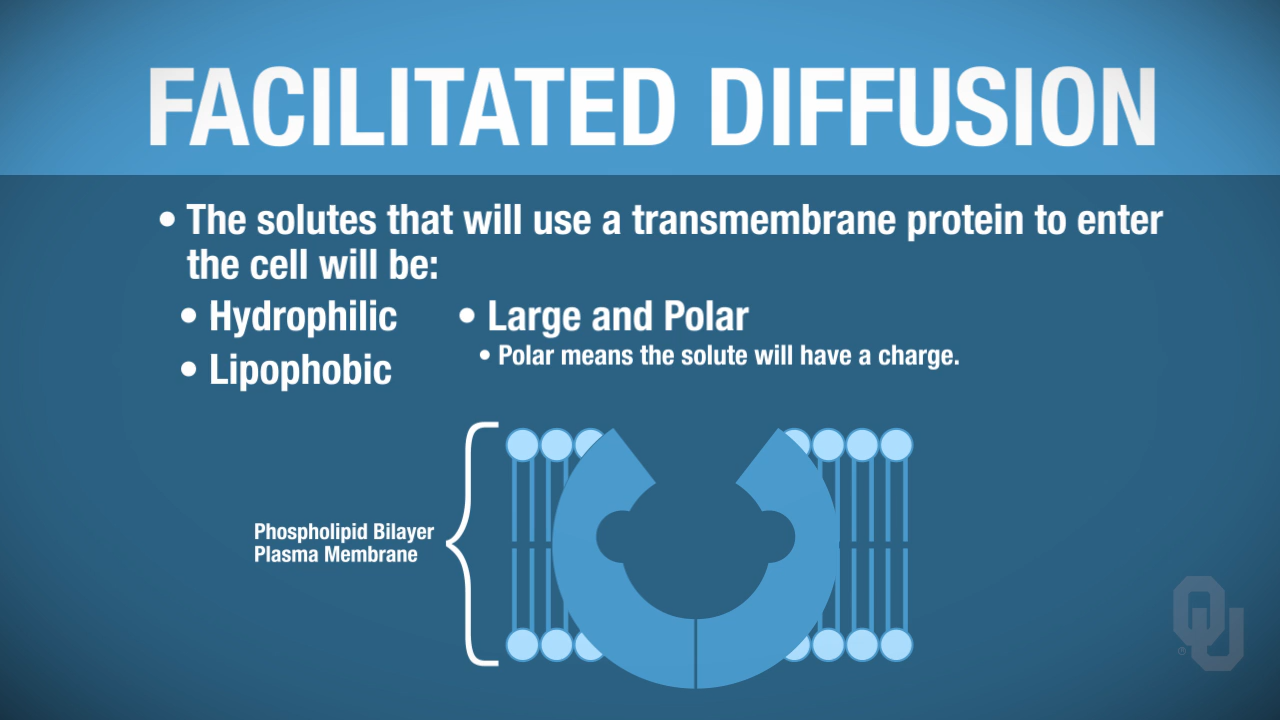 FACILITATED DIFFUSION
• The solutes that will use a transmembrane protein to enter
the cell will be:
• Hydrophilic
• Lipophobic
• Large and Polar
• Polar means the solute will have a charge.
Phospholipid Bilayer
Plasma Membrane
OU
®